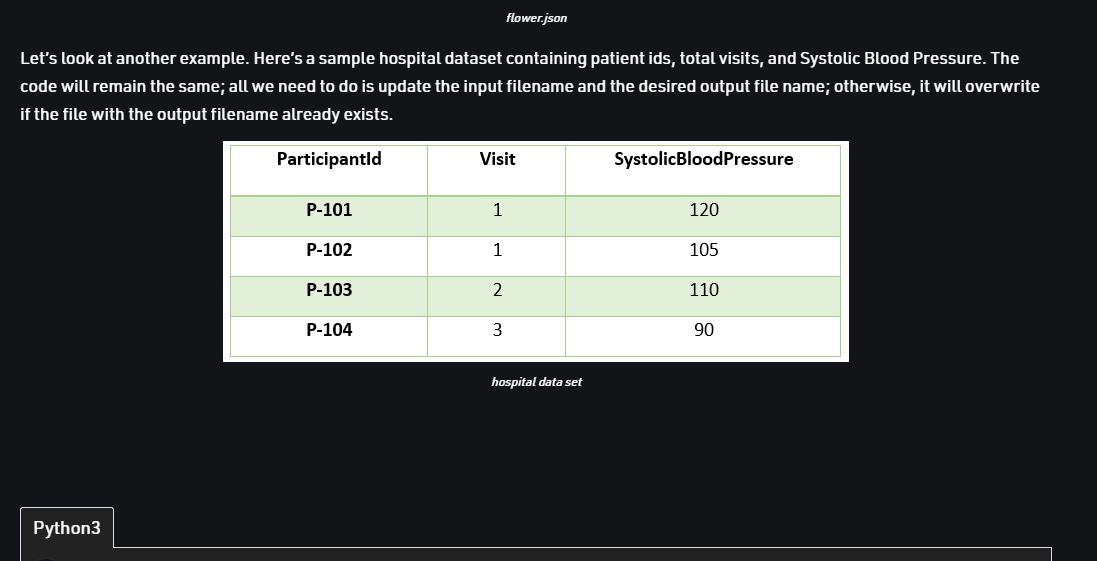 flower.json
Let's look at another example. Here's a sample hospital dataset containing patient ids, total visits, and Systolic Blood Pressure. The
code will remain the same; all we need to do is update the input filename and the desired output file name; otherwise, it will overwrite
if the file with the output filename already exists.
ParticipantId Visit SystolicBloodPressure
P-101 1 120
P-102 1 105
P-103 2 110
P-104 3 90
hospital data set
Python3